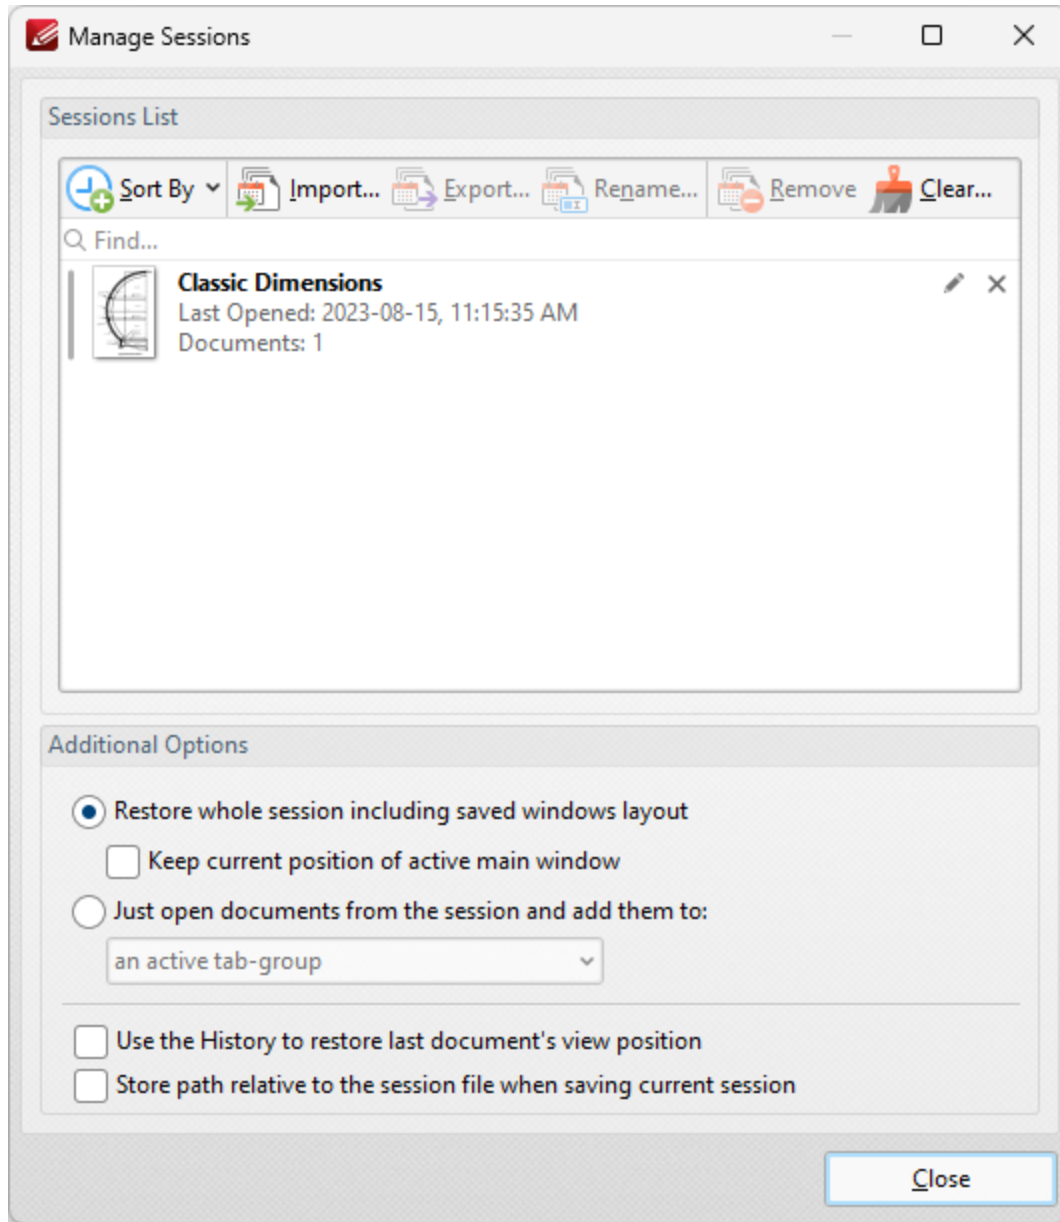 Manage Sessions
Sessions List
Sort By Import... Export... Rename... Remove Clear...
Find...
Classic Dimensions
Last Opened: 2023-08-15, 11:15:35 AM
Documents: 1
Additional Options
Restore whole session including saved windows layout
Keep current position of active main window
Just open documents from the session and add them to:
an active tab-group
Use the History to restore last document's view position
Store path relative to the session file when saving current session
Close